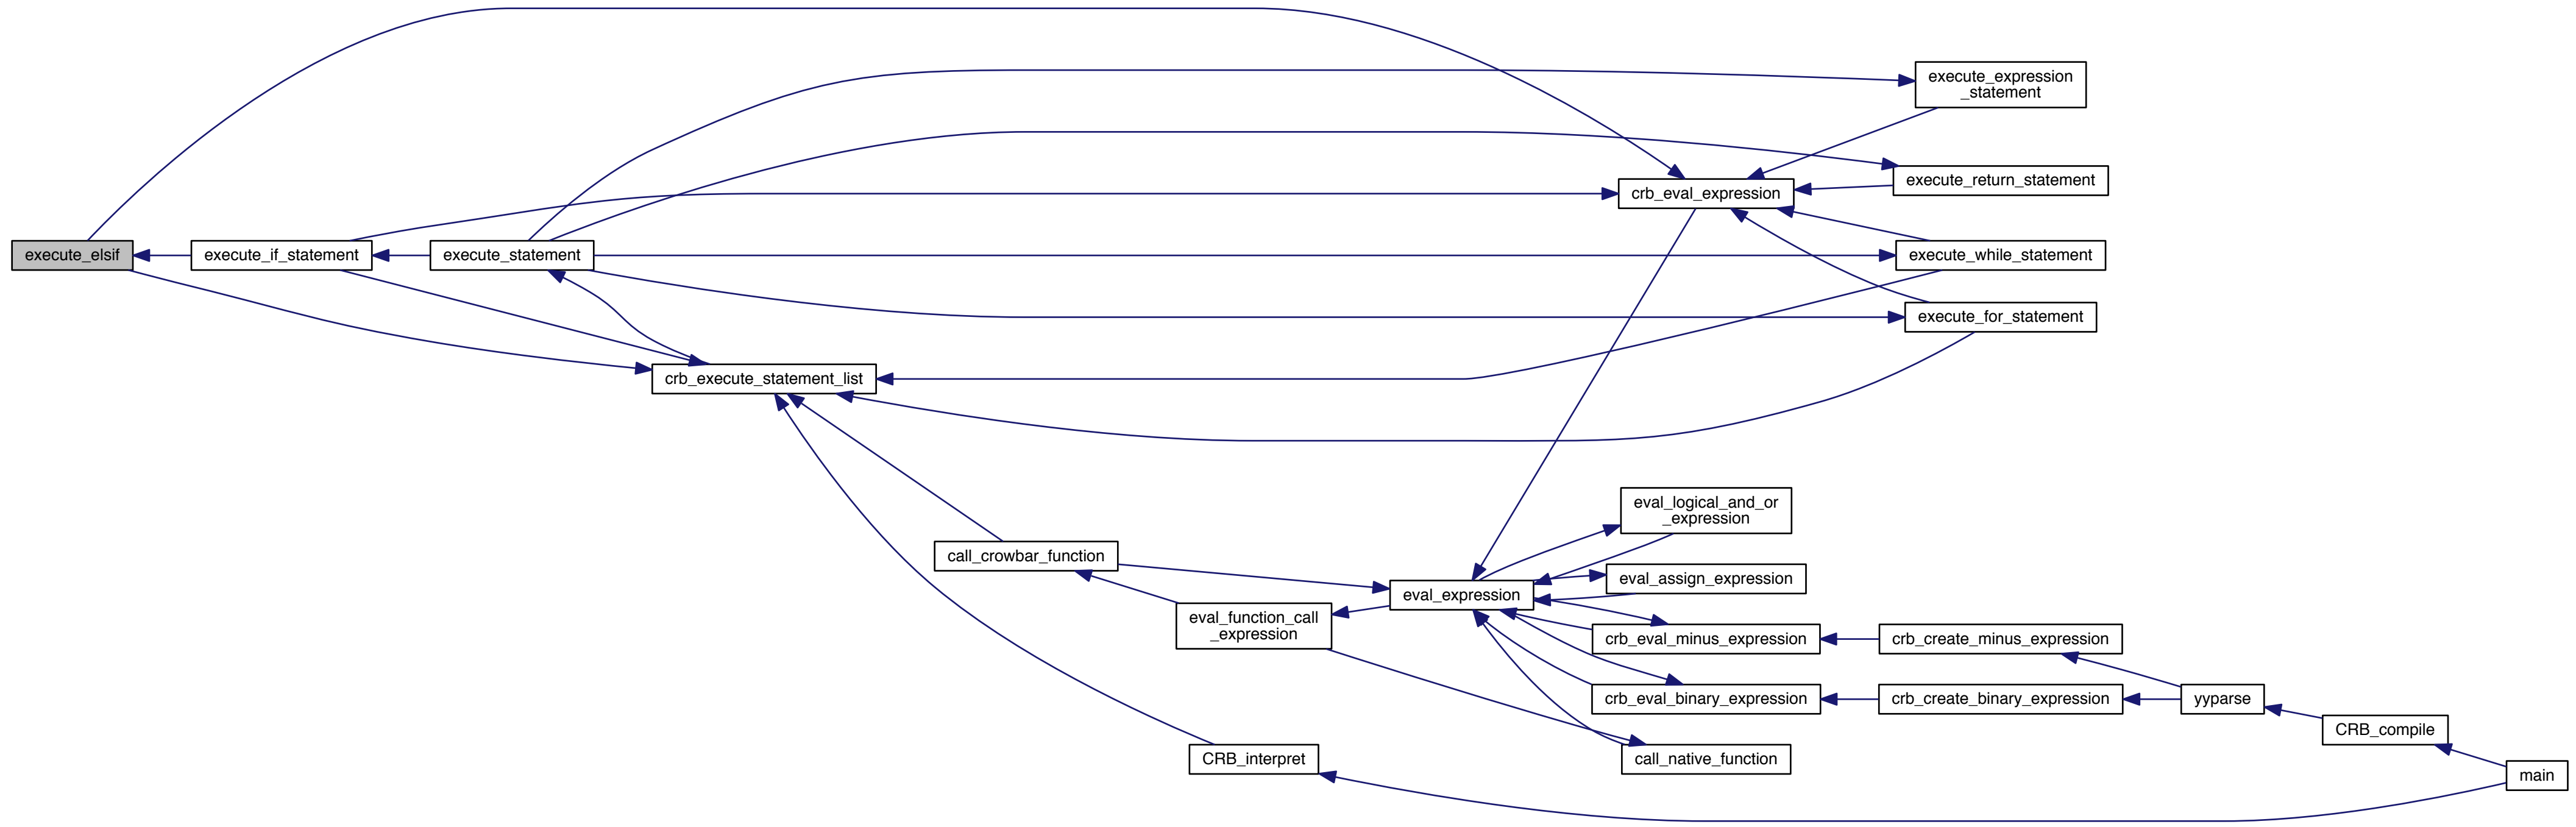 execute_elsif
execute_if_statement
execute_statement
crb_execute_statement_list
call_crowbar_function
eval_function_call
_expression
CRB_interpret
eval_expression
crb_eval_expression
execute_expression
_statement
execute_return_statement
execute_while_statement
execute_for_statement
eval_logical_and_or
_expression
eval_assign_expression
crb_eval_minus_expression
crb_eval_binary_expression
call_native_function
crb_create_minus_expression
crb_create_binary_expression
yyparse
CRB_compile
main